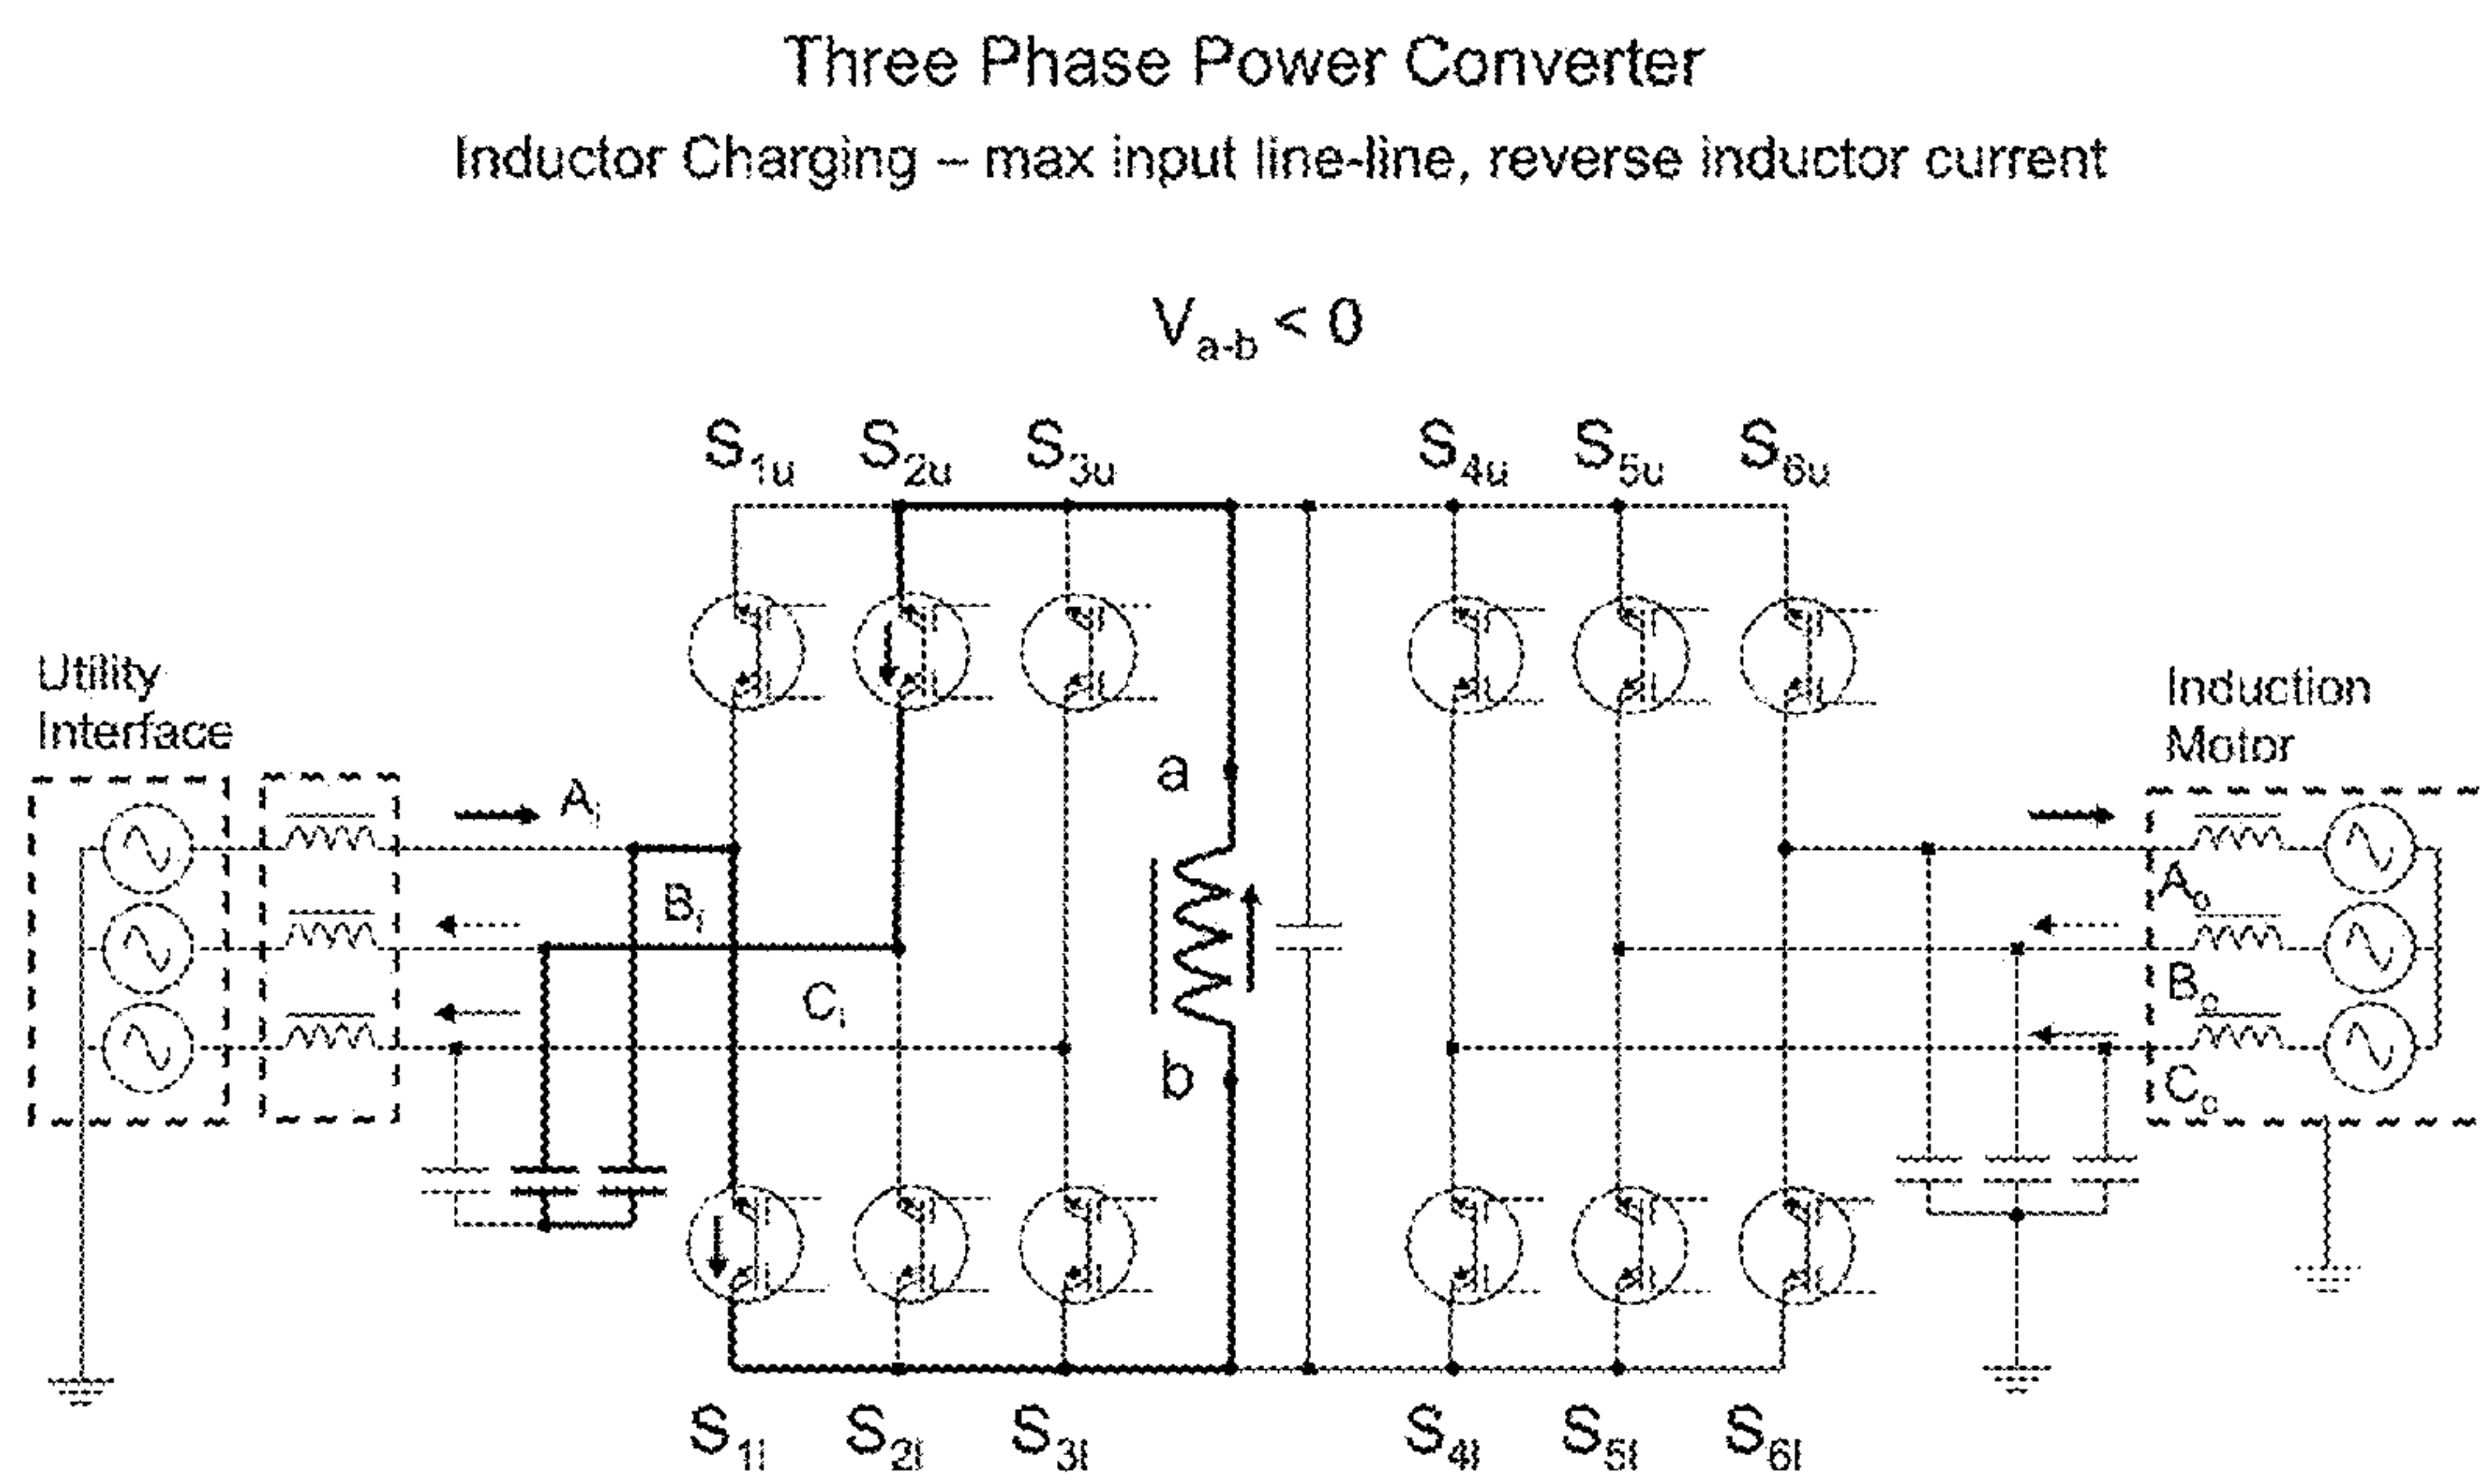 Three Phase Power Converter
Inductor Charging – max input line-line, reverse inductor current
Va-b < 0
S1u S2u S3u S4u S5u S6u
Utility
Interface
Induction
Motor
a
Ai
Bi
Ao
Ci
Bo
b
Co
S1l S2l S3l S4l S5l S6l